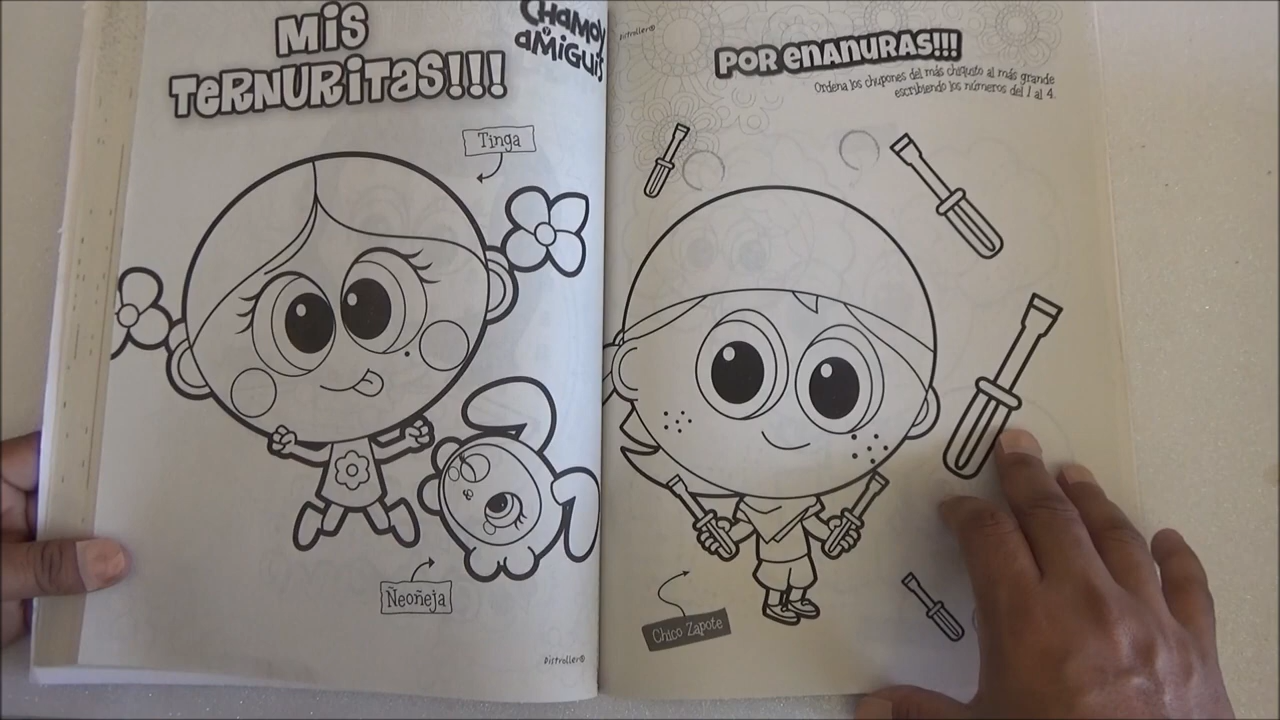 MIS
TERNURITAS!!!
CHAMOY
Y
AMIGUIS
Tinga
Ñeoñeja
Distroller®
Distroller®
POR ENANURAS!!!
Ordena los chupones del más chiquito al más grande
escribiendo los números del 1 al 4.
Chico Zapote